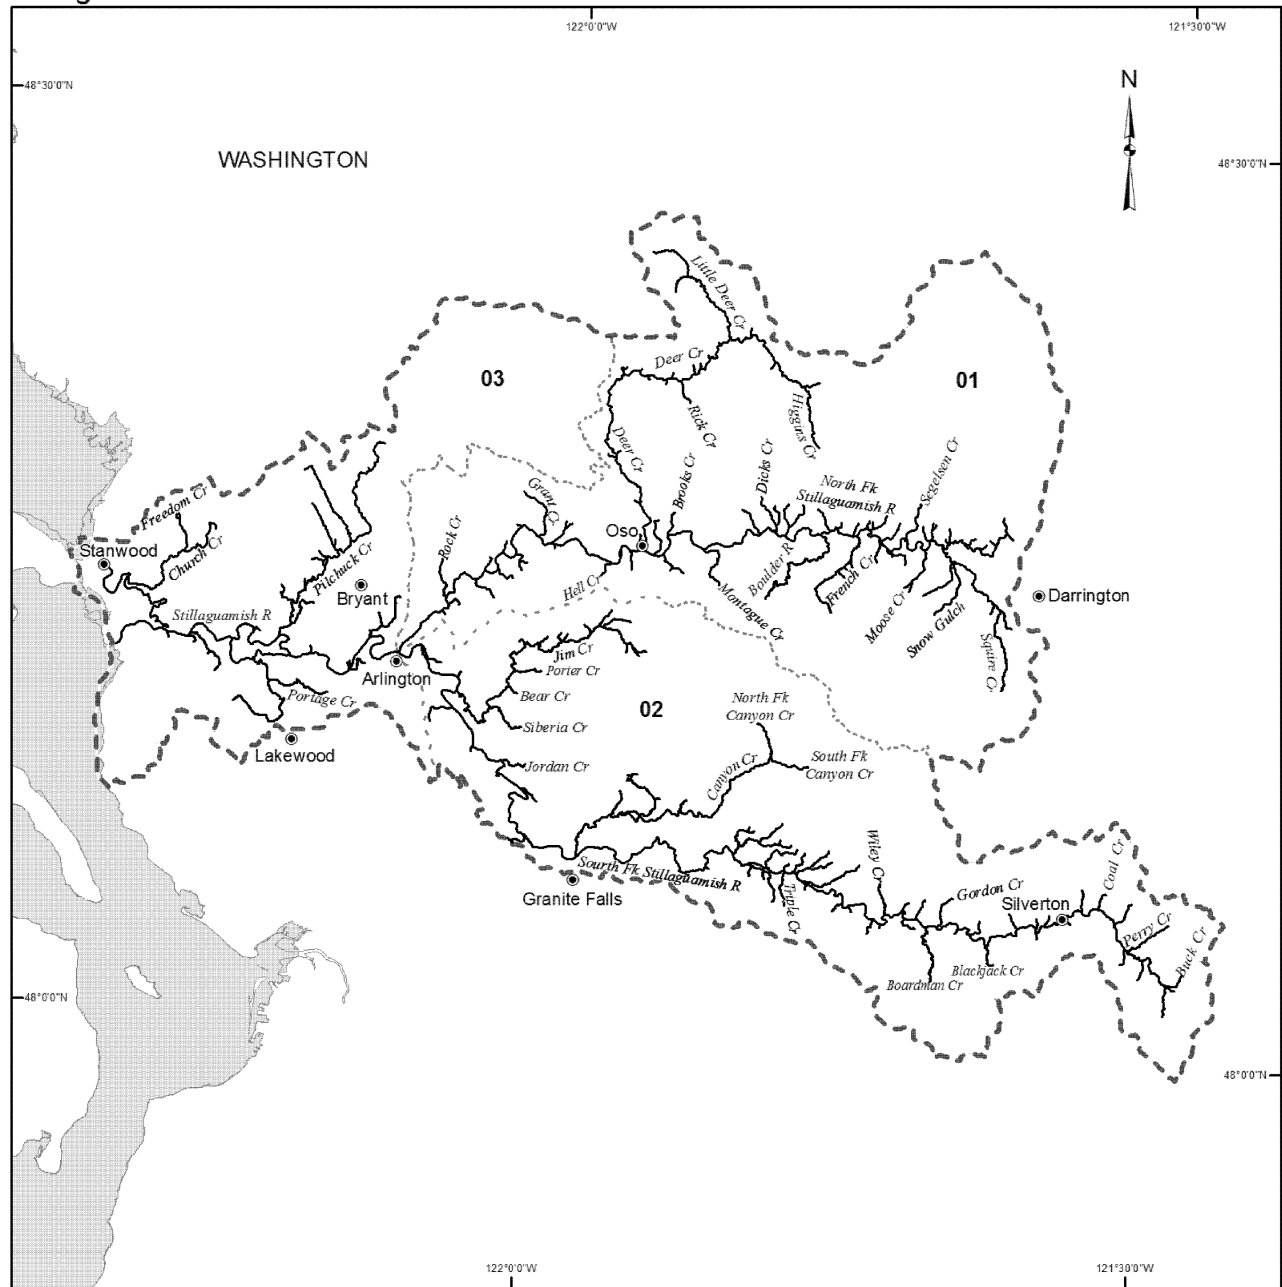 122°0'0"W
121°30'0"W
48°30'0"N
N
WASHINGTON
48°30'0"N
Little Deer Cr
Deer Cr
03
01
Rick Cr
Higgins Cr
Deer Cr
Brooks Cr
Dicks Cr
North Fk
Stillaguamish R
Segelsen Cr
Grant Cr
Freedom Cr
Rock Cr
Oso
Stanwood
Church Cr
Pilchuck Cr
Boulder R
French Cr
Hell Cr
Bryant
Montague Cr
Moose Cr
Snow Gulch
Squire Cr
Darrington
Stillaguamish R
Jim Cr
Porter Cr
Arlington
Portage Cr
Bear Cr
02
North Fk
Canyon Cr
Siberia Cr
Lakewood
Jordan Cr
Canyon Cr
South Fk
Canyon Cr
Sourth Fk Stillaguamish R
Granite Falls
Triple Cr
Wiley Cr
Gordon Cr
Silverton
Coal Cr
Perry Cr
Buck Cr
Blackjack Cr
Boardman Cr
48°0'0"N
48°0'0"N
122°0'0"W
121°30'0"W